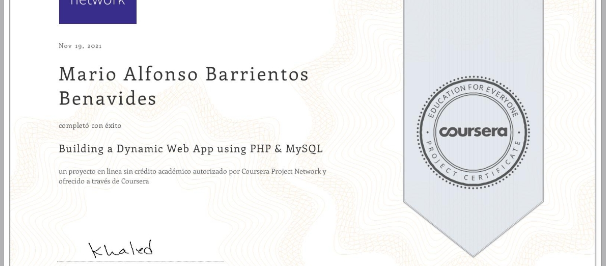 network
Nov 19, 2021
Mario Alfonso Barrientos
Benavides
completó con éxito
Building a Dynamic Web App using PHP & MySQL
un proyecto en línea sin crédito académico autorizado por Coursera Project Network y
ofrecido a través de Coursera
EDUCATION FOR EVERYONE
coursera
PROJECT CERTIFICATE
Khaled